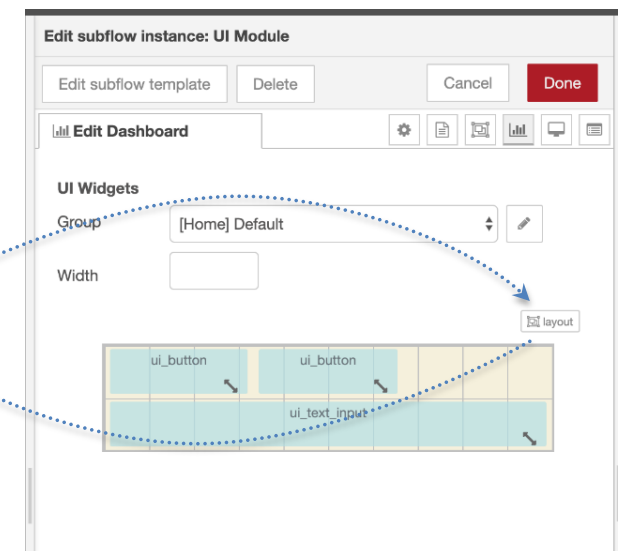 Edit subflow instance: UI Module
Edit subflow template Delete Cancel Done
Edit Dashboard
UI Widgets
Group [Home] Default
Width
layout
ui_button ui_button
ui_text_input